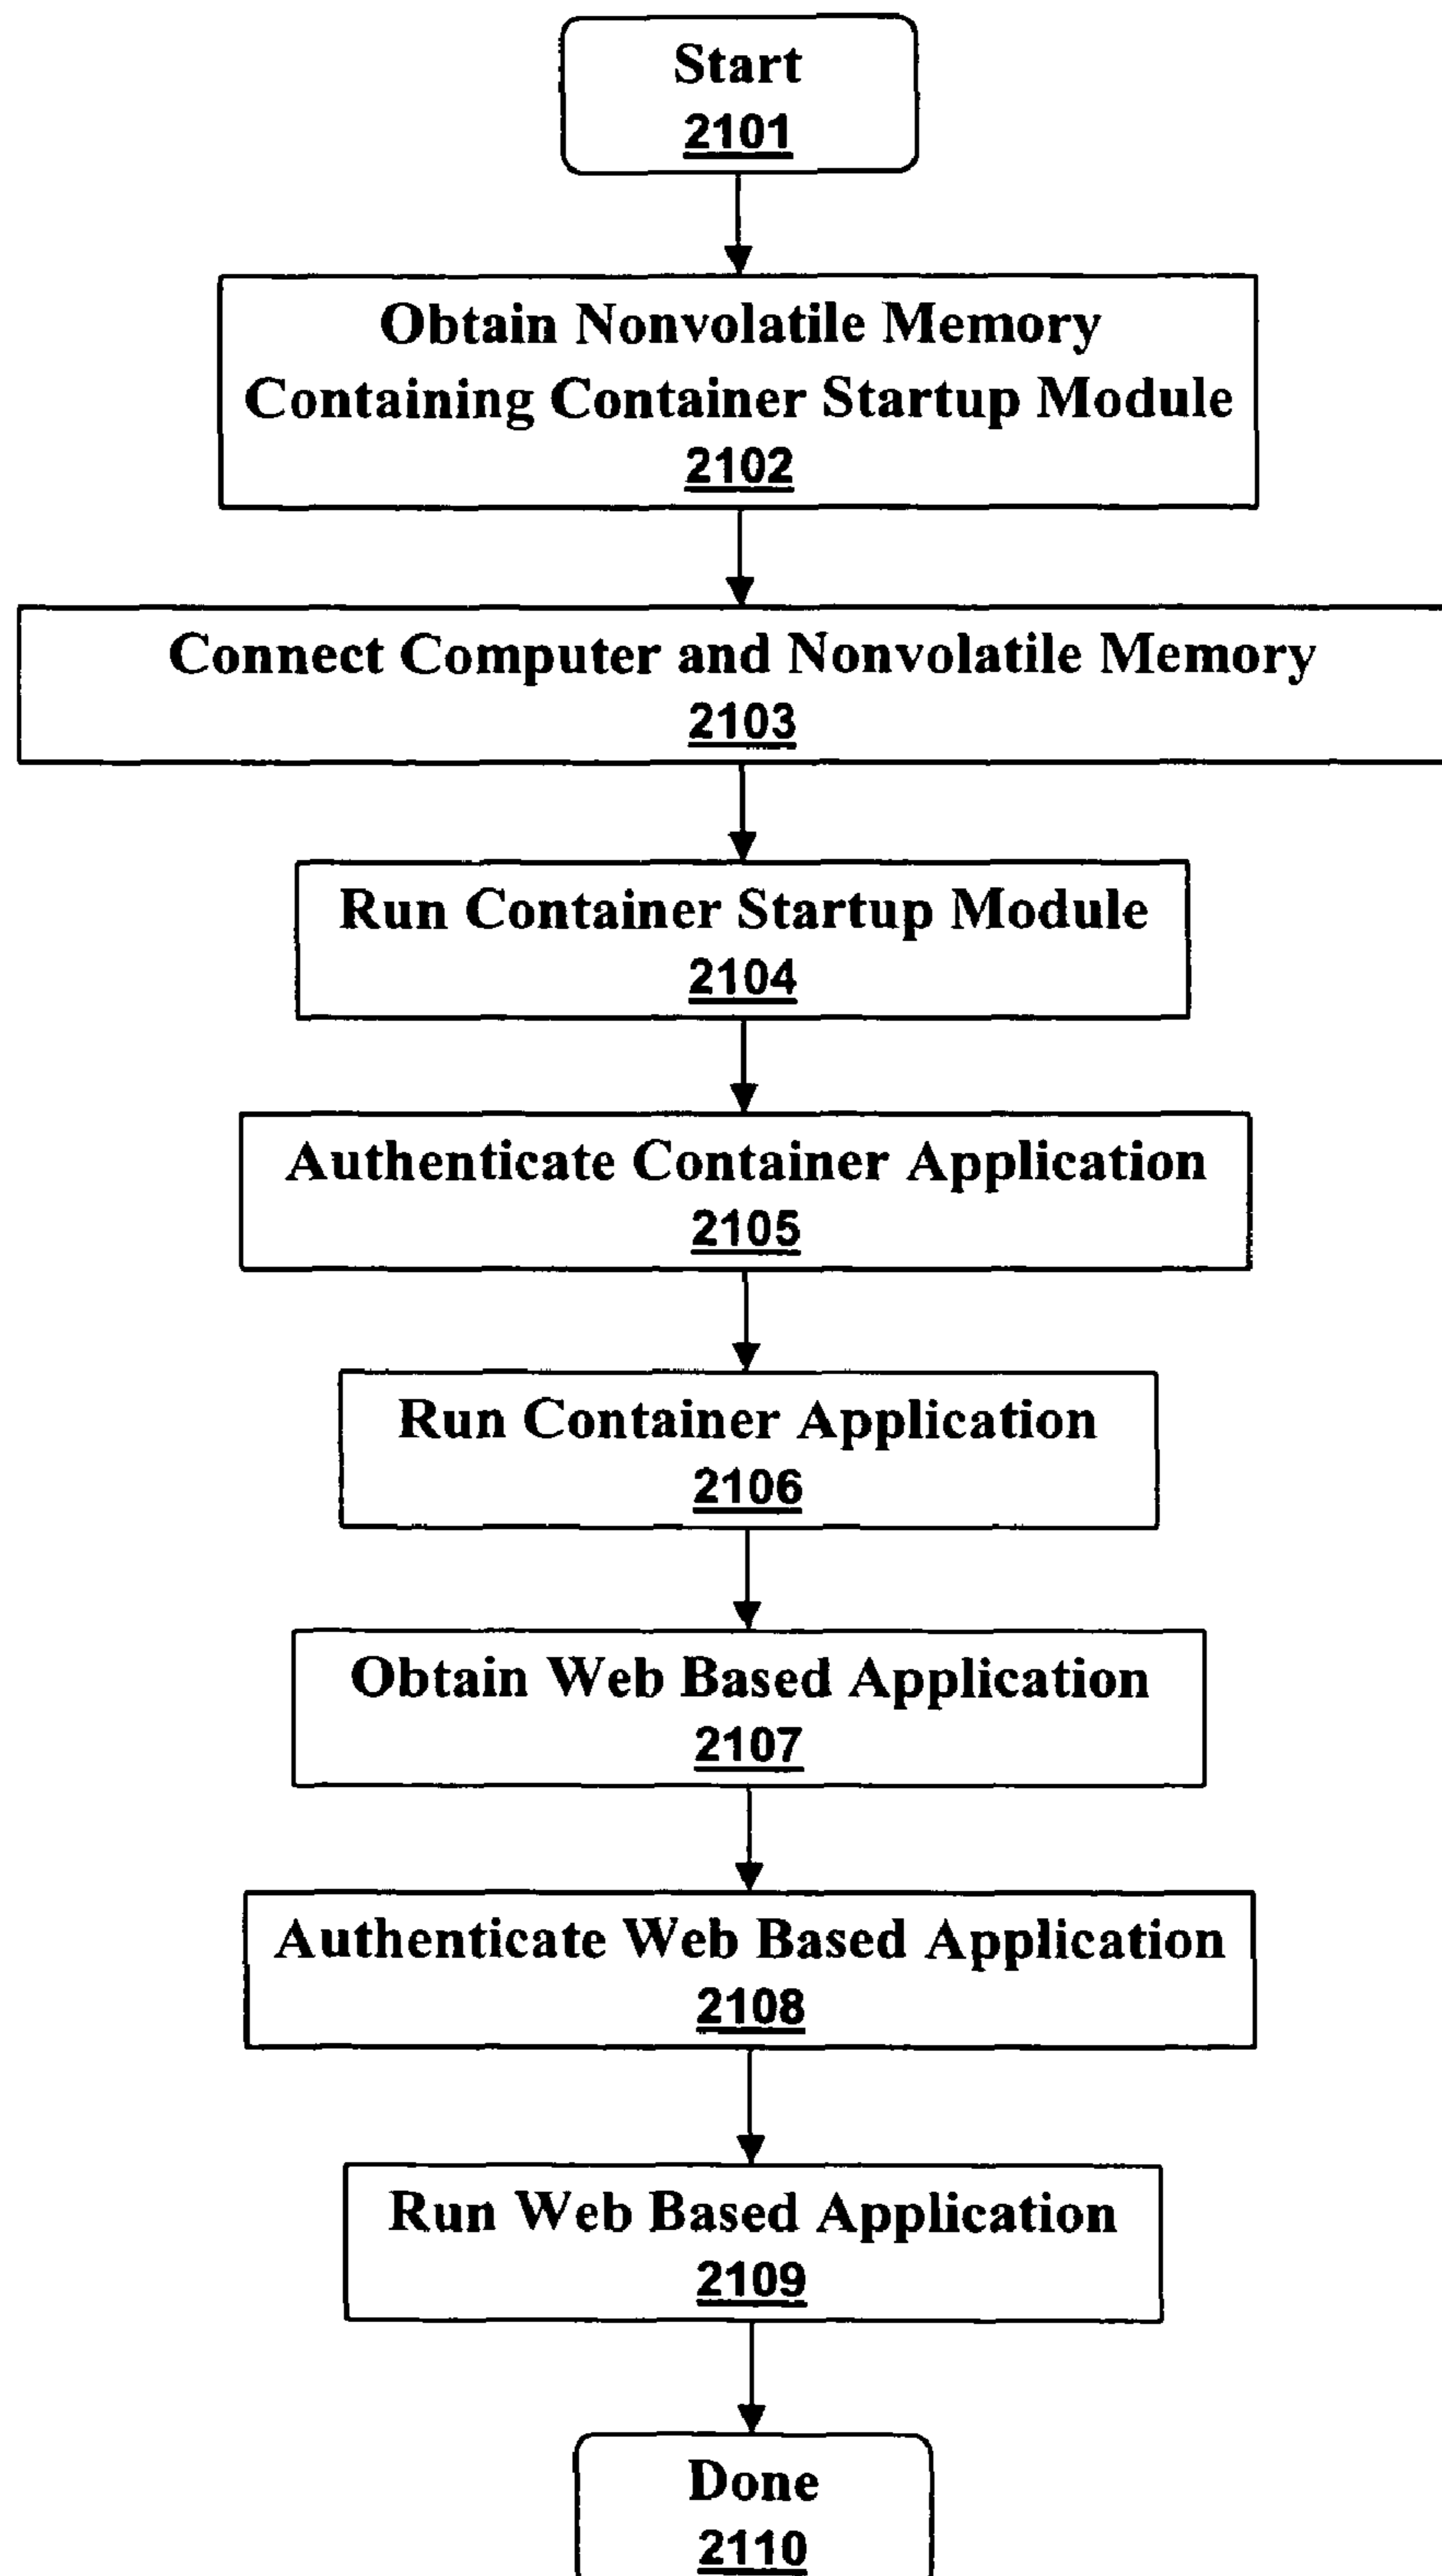 Start
2101
Obtain Nonvolatile Memory
Containing Container Startup Module
2102
Connect Computer and Nonvolatile Memory
2103
Run Container Startup Module
2104
Authenticate Container Application
2105
Run Container Application
2106
Obtain Web Based Application
2107
Authenticate Web Based Application
2108
Run Web Based Application
2109
Done
2110